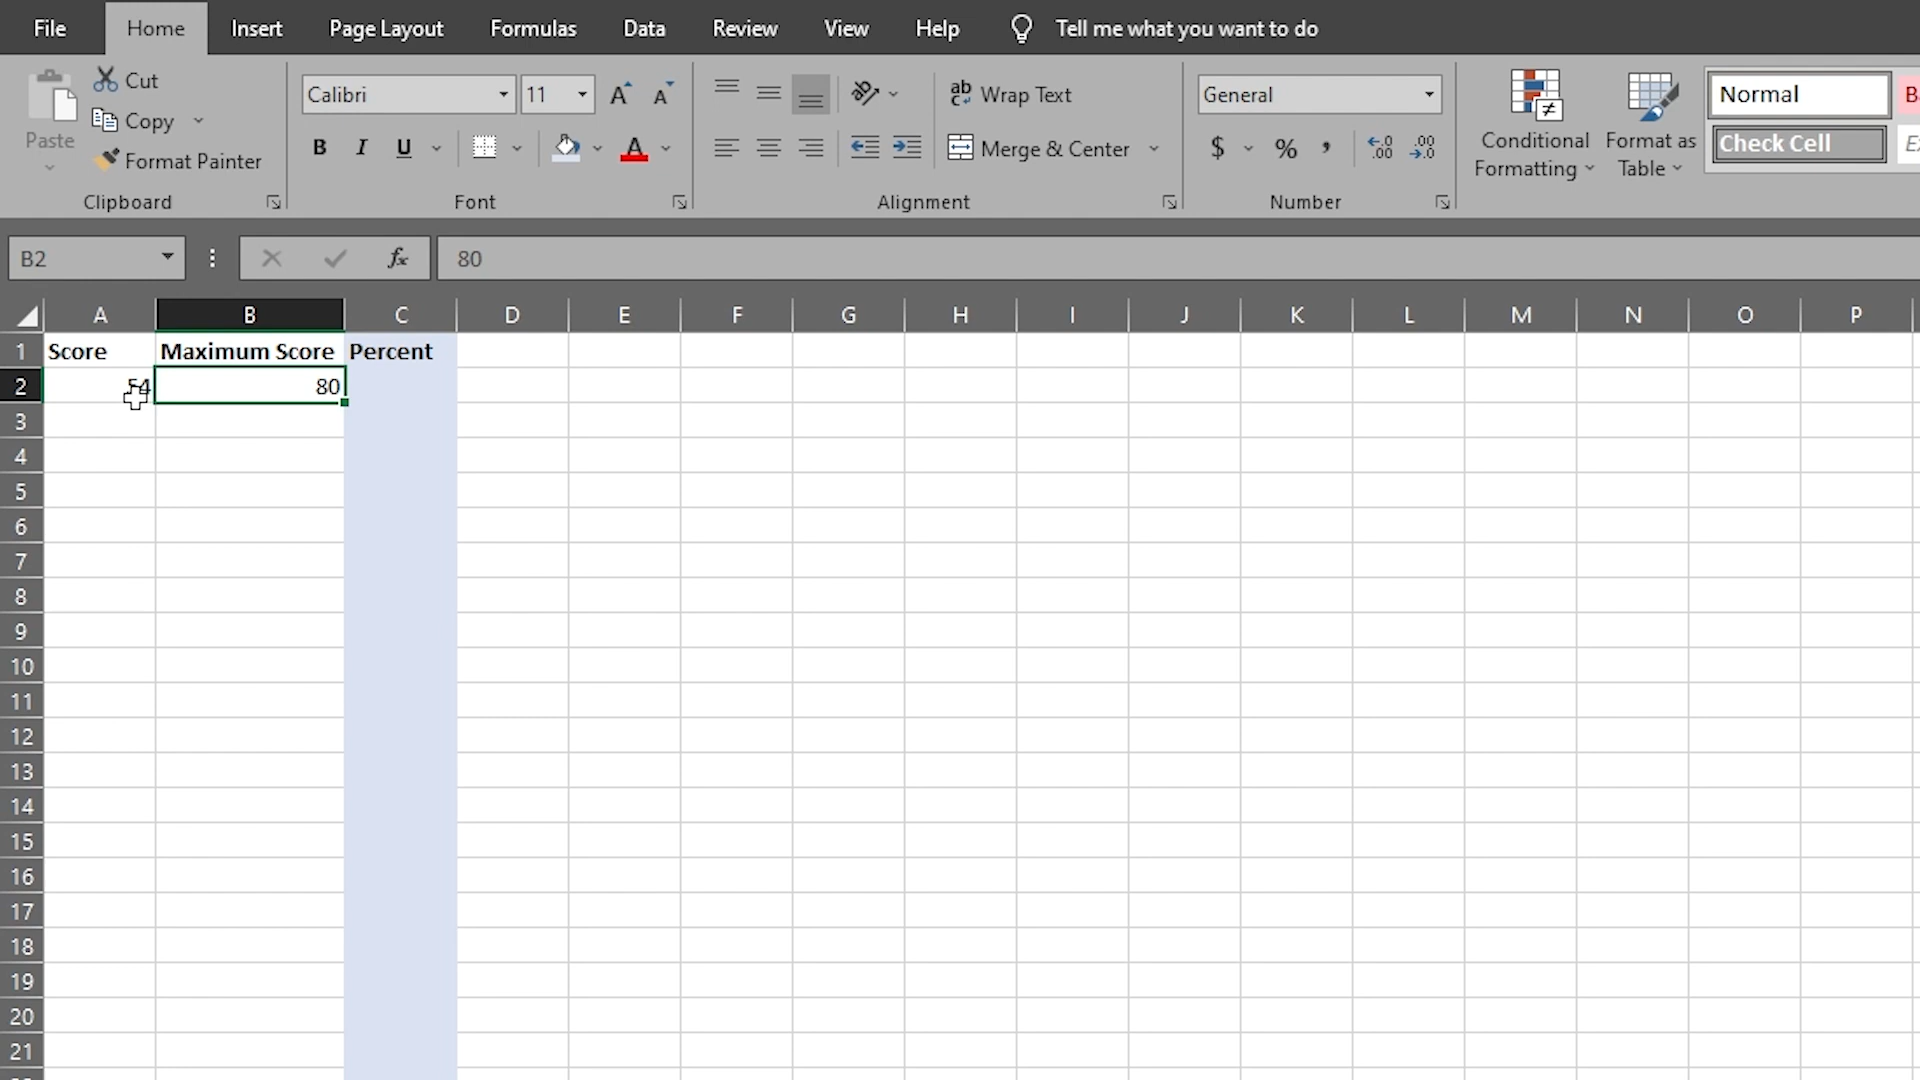 File Home Insert Page Layout Formulas Data Review View Help Tell me what you want to do
Paste
Cut
Copy
Format Painter
Clipboard
Calibri 11 A A
B I U A
Font
ab Wrap Text
Merge & Center
Alignment
General
$ % ,
Number
Conditional Formatting
Format as Table
Normal
Check Cell
B2 fx 80
A B C D E F G H I J K L M N O P
1 Score Maximum Score Percent
2 54 80
3
4
5
6
7
8
9
10
11
12
13
14
15
16
17
18
19
20
21